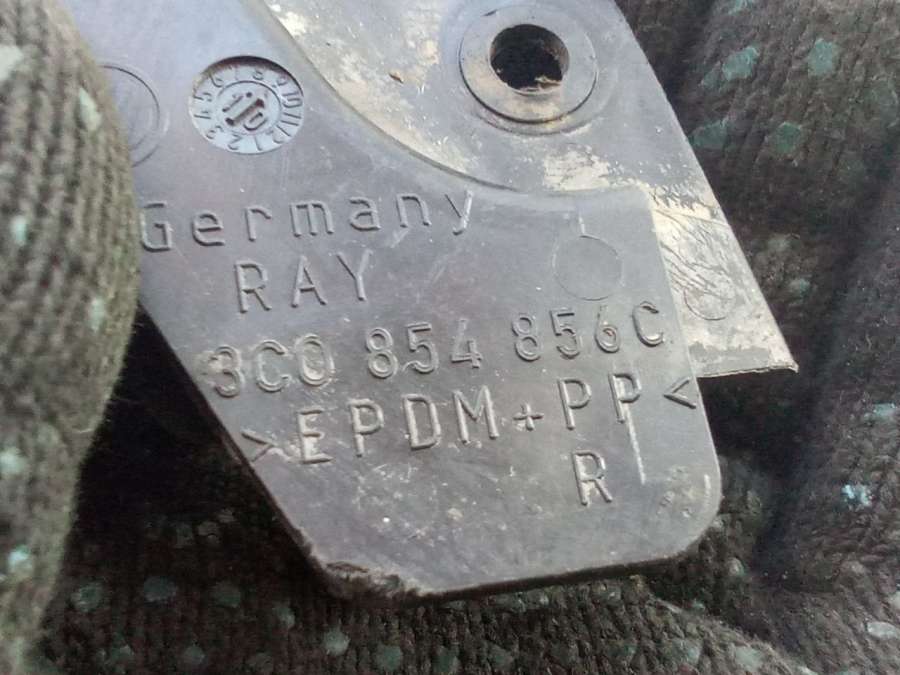 Germany
RAY
3C0 854 856C
>EPDM+PP<
R